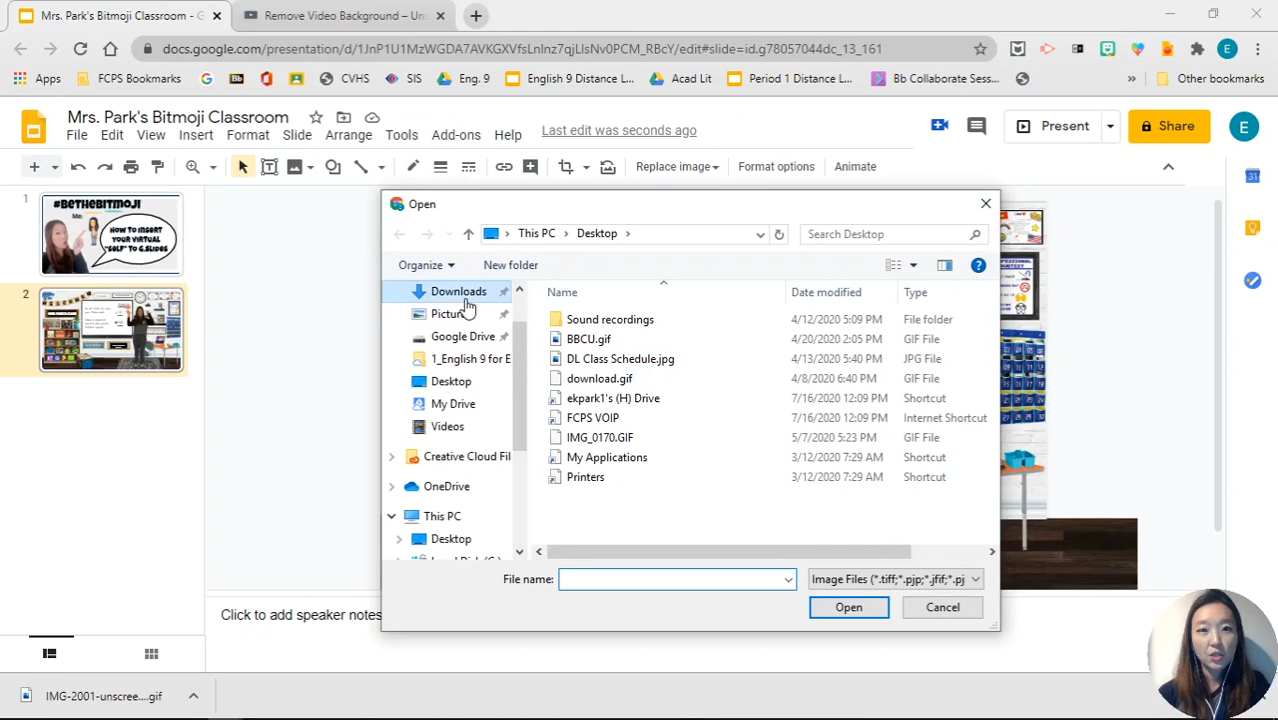 Mrs. Park's Bitmoji Classroom - G
Remove Video Background – Uns
docs.google.com/presentation/d/1JnP1U1MzWGDA7AVKGXVfsLnInz7qjLlsNv0PCM_RBcY/edit#slide=id.g78057044dc_13_161
Apps FCPS Bookmarks CVHS SIS Eng. 9 English 9 Distance L... Acad Lit Period 1 Distance L... Bb Collaborate Sess... » Other bookmarks
Mrs. Park's Bitmoji Classroom
File Edit View Insert Format Slide Arrange Tools Add-ons Help Last edit was seconds ago
Present Share E
Replace image Format options Animate
1
#BETHEBITMOJI
Me:
HOW TO INSERT
YOUR VIRTUAL
"SELF" TO G.SLIDES
2
Open
This PC > Desktop > Search Desktop
Organize New folder
Downloads
Pictur
Google Drive
1_English 9 for E
Desktop
My Drive
Videos
Creative Cloud Fil
OneDrive
This PC
Desktop
Name Date modified Type
Sound recordings 4/12/2020 5:09 PM File folder
BBCU.gif 4/20/2020 2:05 PM GIF File
DL Class Schedule.jpg 4/13/2020 5:40 PM JPG File
download.gif 4/8/2020 6:40 PM GIF File
ekpark1's (H) Drive 7/16/2020 12:09 PM Shortcut
FCPS VOIP 7/16/2020 12:09 PM Internet Shortcut
IMG_0170.GIF 5/7/2020 5:23 PM GIF File
My Applications 3/12/2020 7:29 AM Shortcut
Printers 3/12/2020 7:29 AM Shortcut
File name: Image Files (*.tiff;*.pjp;*.jfif;*.pj
Open Cancel
Click to add speaker notes
IMG-2001-unscree....gif